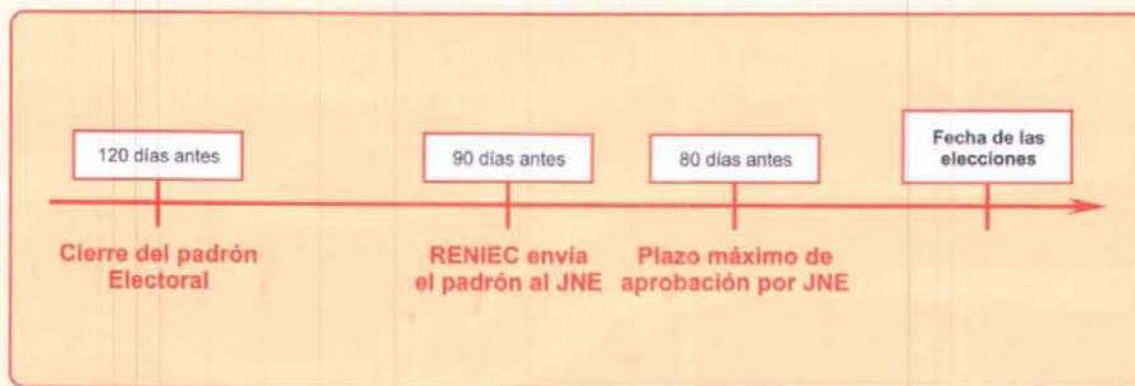 120 días antes
90 días antes
80 días antes
Fecha de las
elecciones
Cierre del padrón
Electoral
RENIEC envía
el padrón al JNE
Plazo máximo de
aprobación por JNE